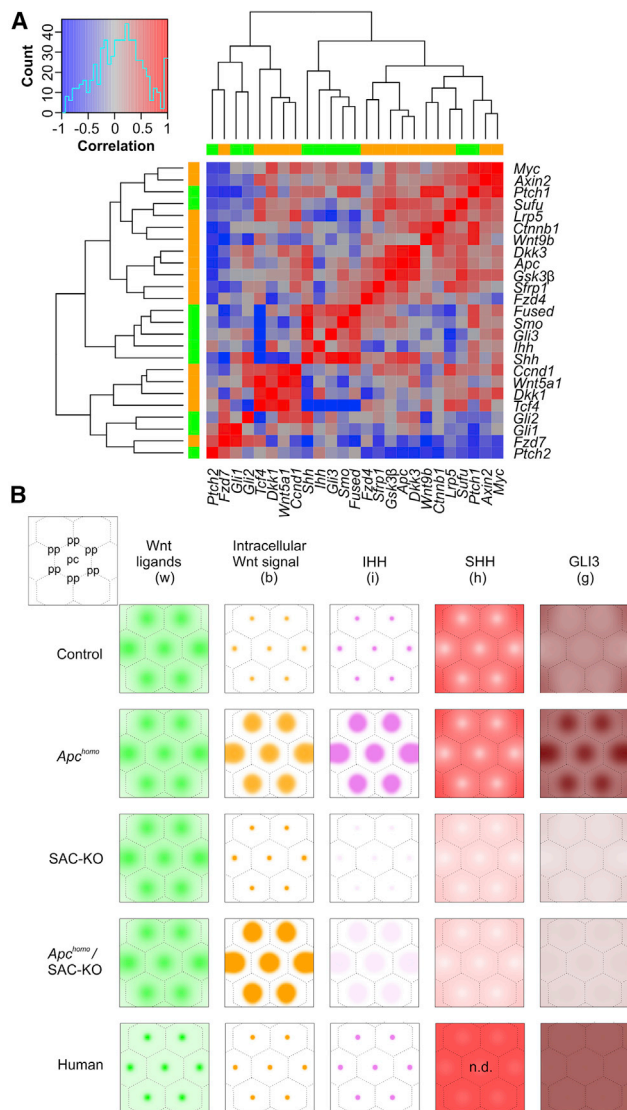 A
Count
40
30
20
10
0
-1 -0.5 0 0.5 1
Correlation
Myc
Axin2
Ptch1
Sufu
Lrp5
Ctnnb1
Wnt9b
Dkk3
Apc
Gsk3β
Sfrp1
Fzd4
Fused
Smo
Gli3
Ihh
Shh
Ccnd1
Wnt5a1
Dkk1
Tcf4
Gli2
Gli1
Fzd7
Ptch2
Ptch2 Fzd7 Gli1 Gli2 Tcf4 Dkk1 Wnt5a1 Ccnd1 Shh Ihh Gli3 Smo Fused Fzd4 Sfrp1 Gsk3β Apc Dkk3 Wnt9b Ctnnb1 Lrp5 Sufu Ptch1 Axin2 Myc
B
pp
pp pp
pc
pp pp
pp
Wnt ligands (w)
Intracellular Wnt signal (b)
IHH (i)
SHH (h)
GLI3 (g)
Control
Apc^homo
SAC-KO
Apc^homo/
SAC-KO
Human
n.d.